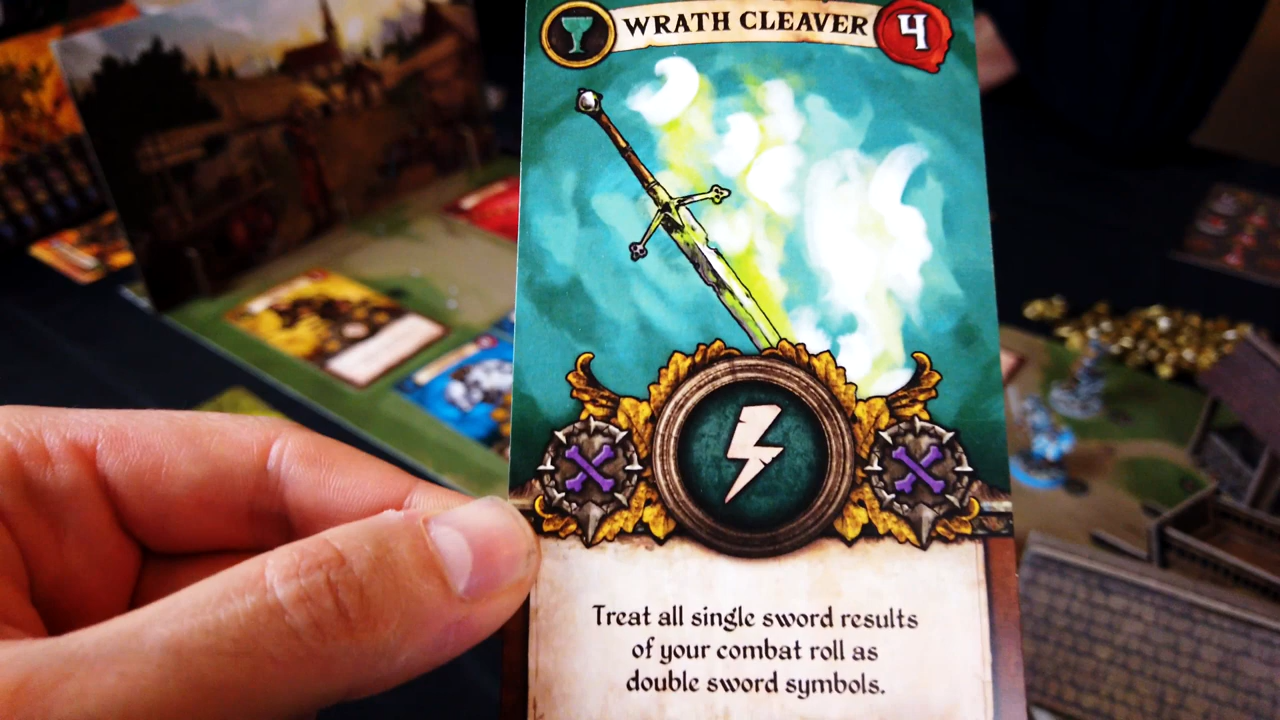 WRATH CLEAVER 4
Treat all single sword results
of your combat roll as
double sword symbols.